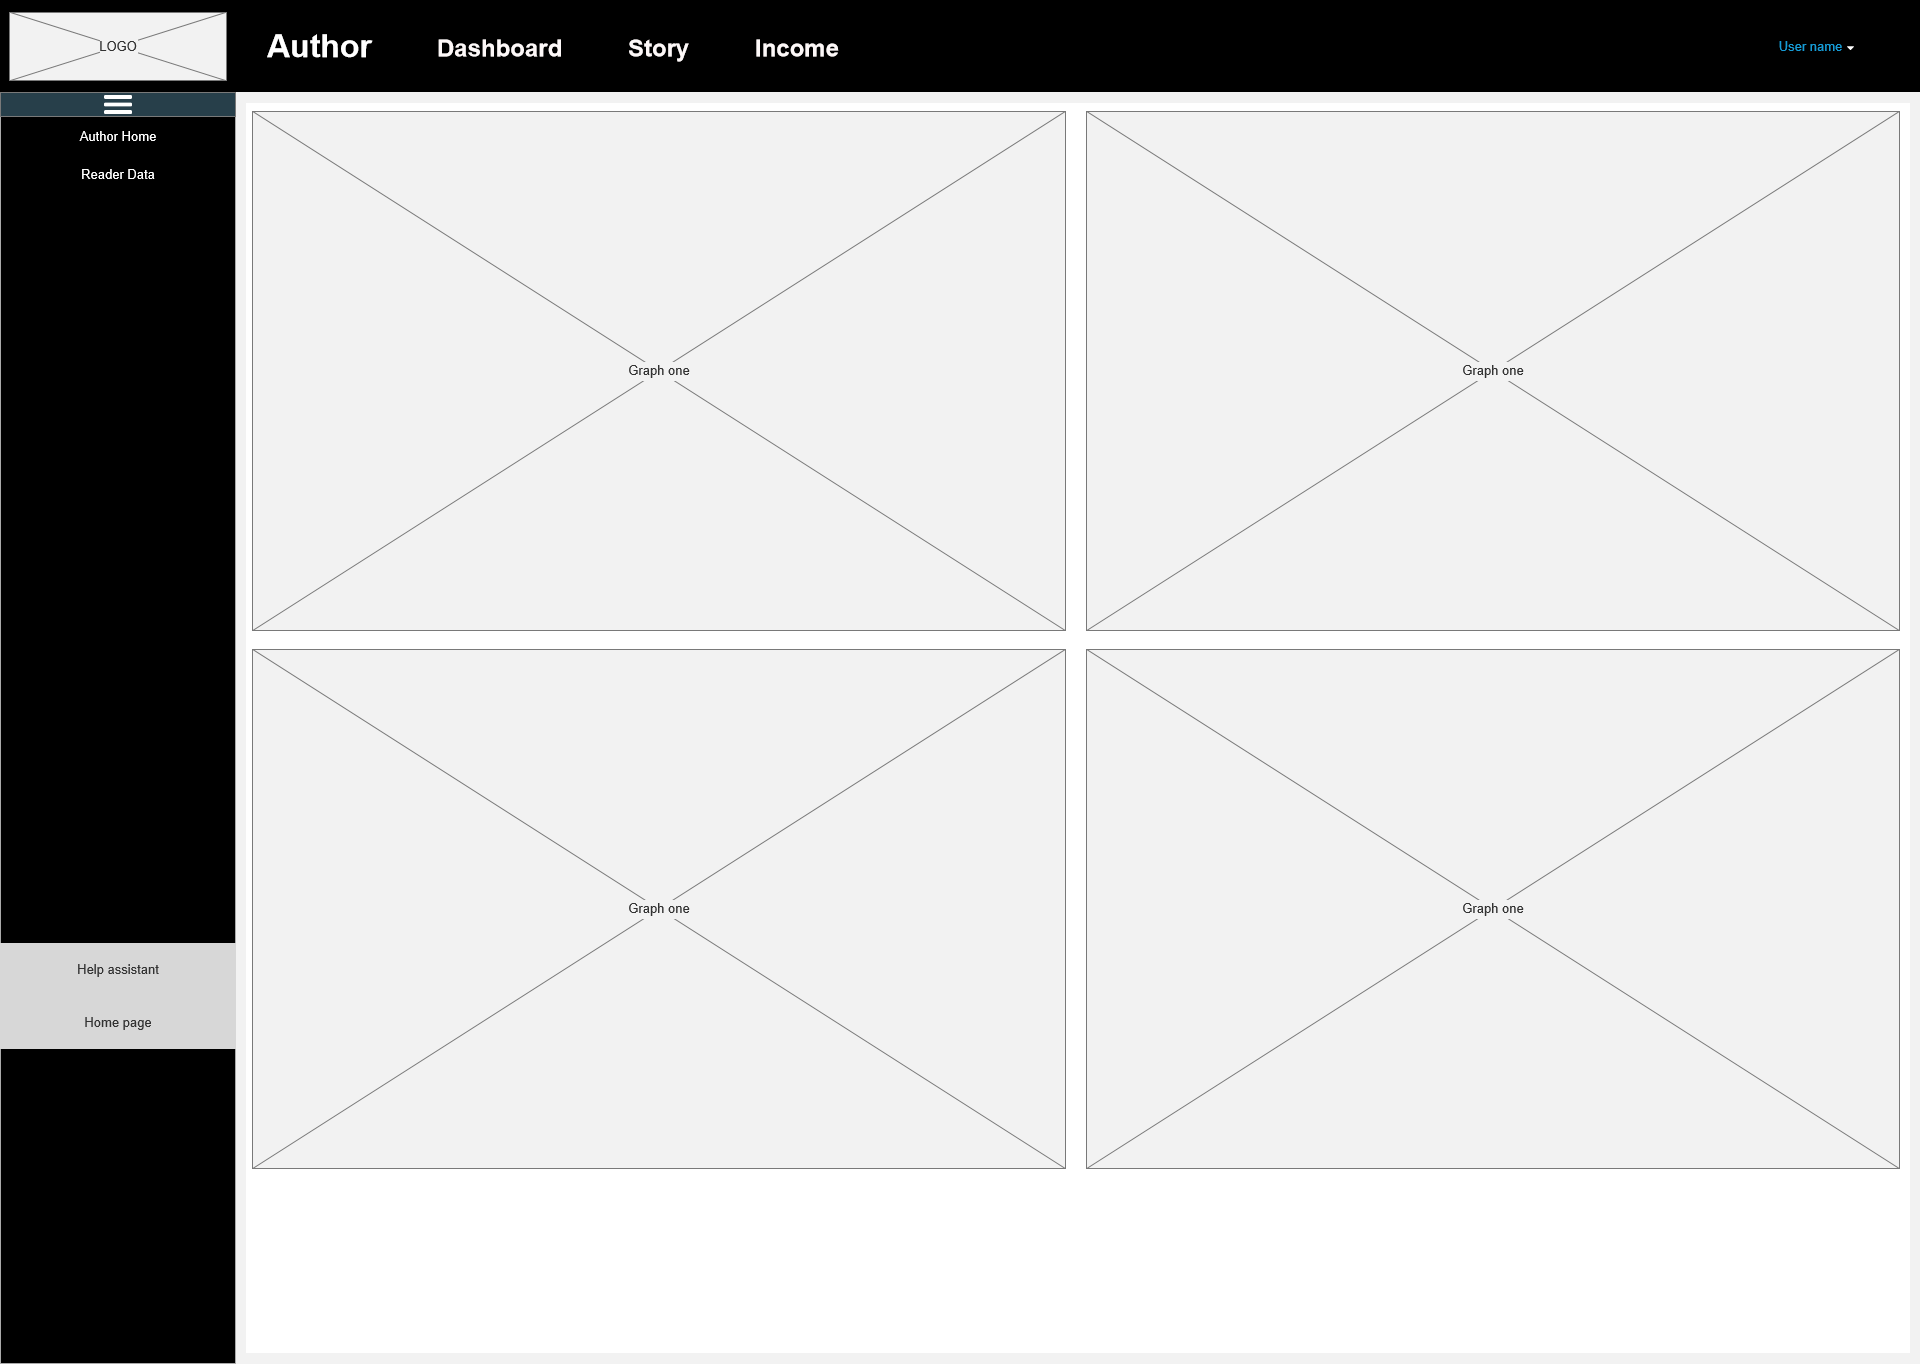 LOGO
Author
Dashboard
Story
Income
User name
Author Home
Reader Data
Graph one
Graph one
Graph one
Graph one
Help assistant
Home page